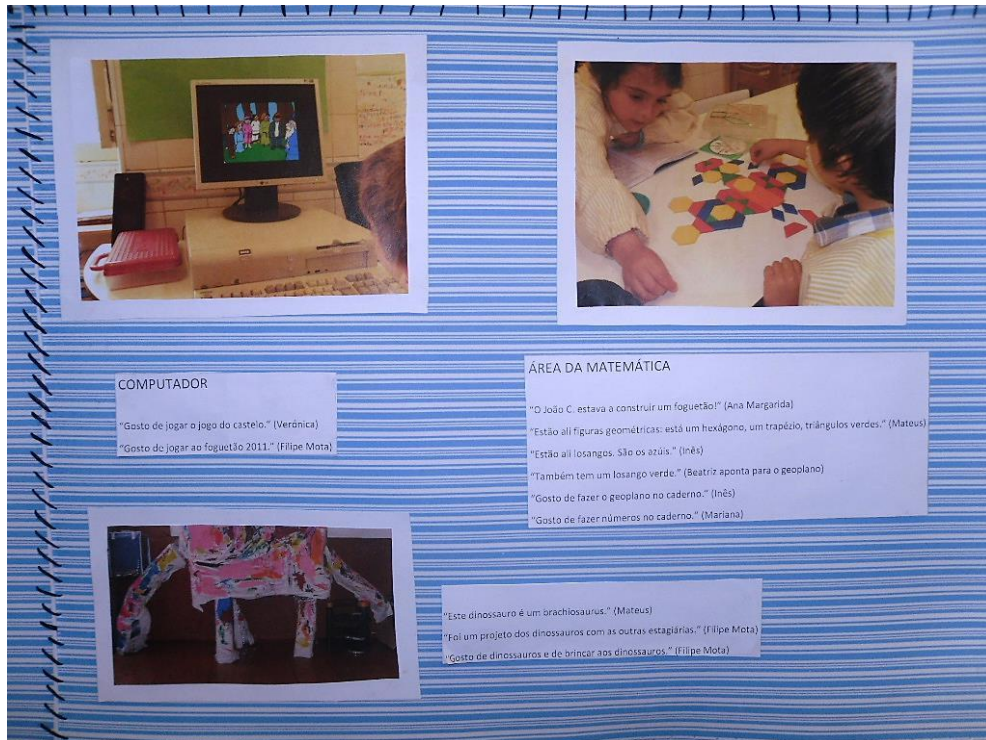 COMPUTADOR
"Gosto de jogar o jogo do castelo." (Verónica)
"Gosto de jogar ao foguetão 2011." (Filipe Mota)
ÁREA DA MATEMÁTICA
"O João C. estava a construir um foguetão!" (Ana Margarida)
"Estão ali figuras geométricas: está um hexágono, um trapézio, triângulos verdes." (Mateus)
"Estão ali losangos. São os azúis." (Inês)
"Também tem um losango verde." (Beatriz aponta para o geoplano)
"Gosto de fazer o geoplano no caderno." (Inês)
"Gosto de fazer números no caderno." (Mariana)
"Este dinossauro é um brachiosaurus." (Mateus)
"Foi um projeto dos dinossauros com as outras estagiárias." (Filipe Mota)
"Gosto de dinossauros e de brincar aos dinossauros." (Filipe Mota)